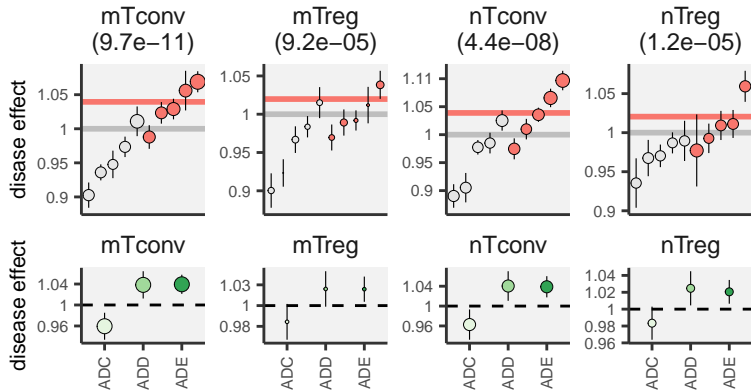 mTconv
(9.7e−11)
mTreg
(9.2e−05)
nTconv
(4.4e−08)
nTreg
(1.2e−05)
disase effect
1.05
1
0.95
0.9
1.05
1
0.9
1.11
1.05
1
0.95
0.9
1.05
1
0.95
0.9
mTconv
mTreg
nTconv
nTreg
disease effect
1.04
1
0.96
1.03
1
0.98
1.04
1
0.96
1.04
1.02
1
0.98
0.96
ADC
ADD
ADE
ADC
ADD
ADE
ADC
ADD
ADE
ADC
ADD
ADE